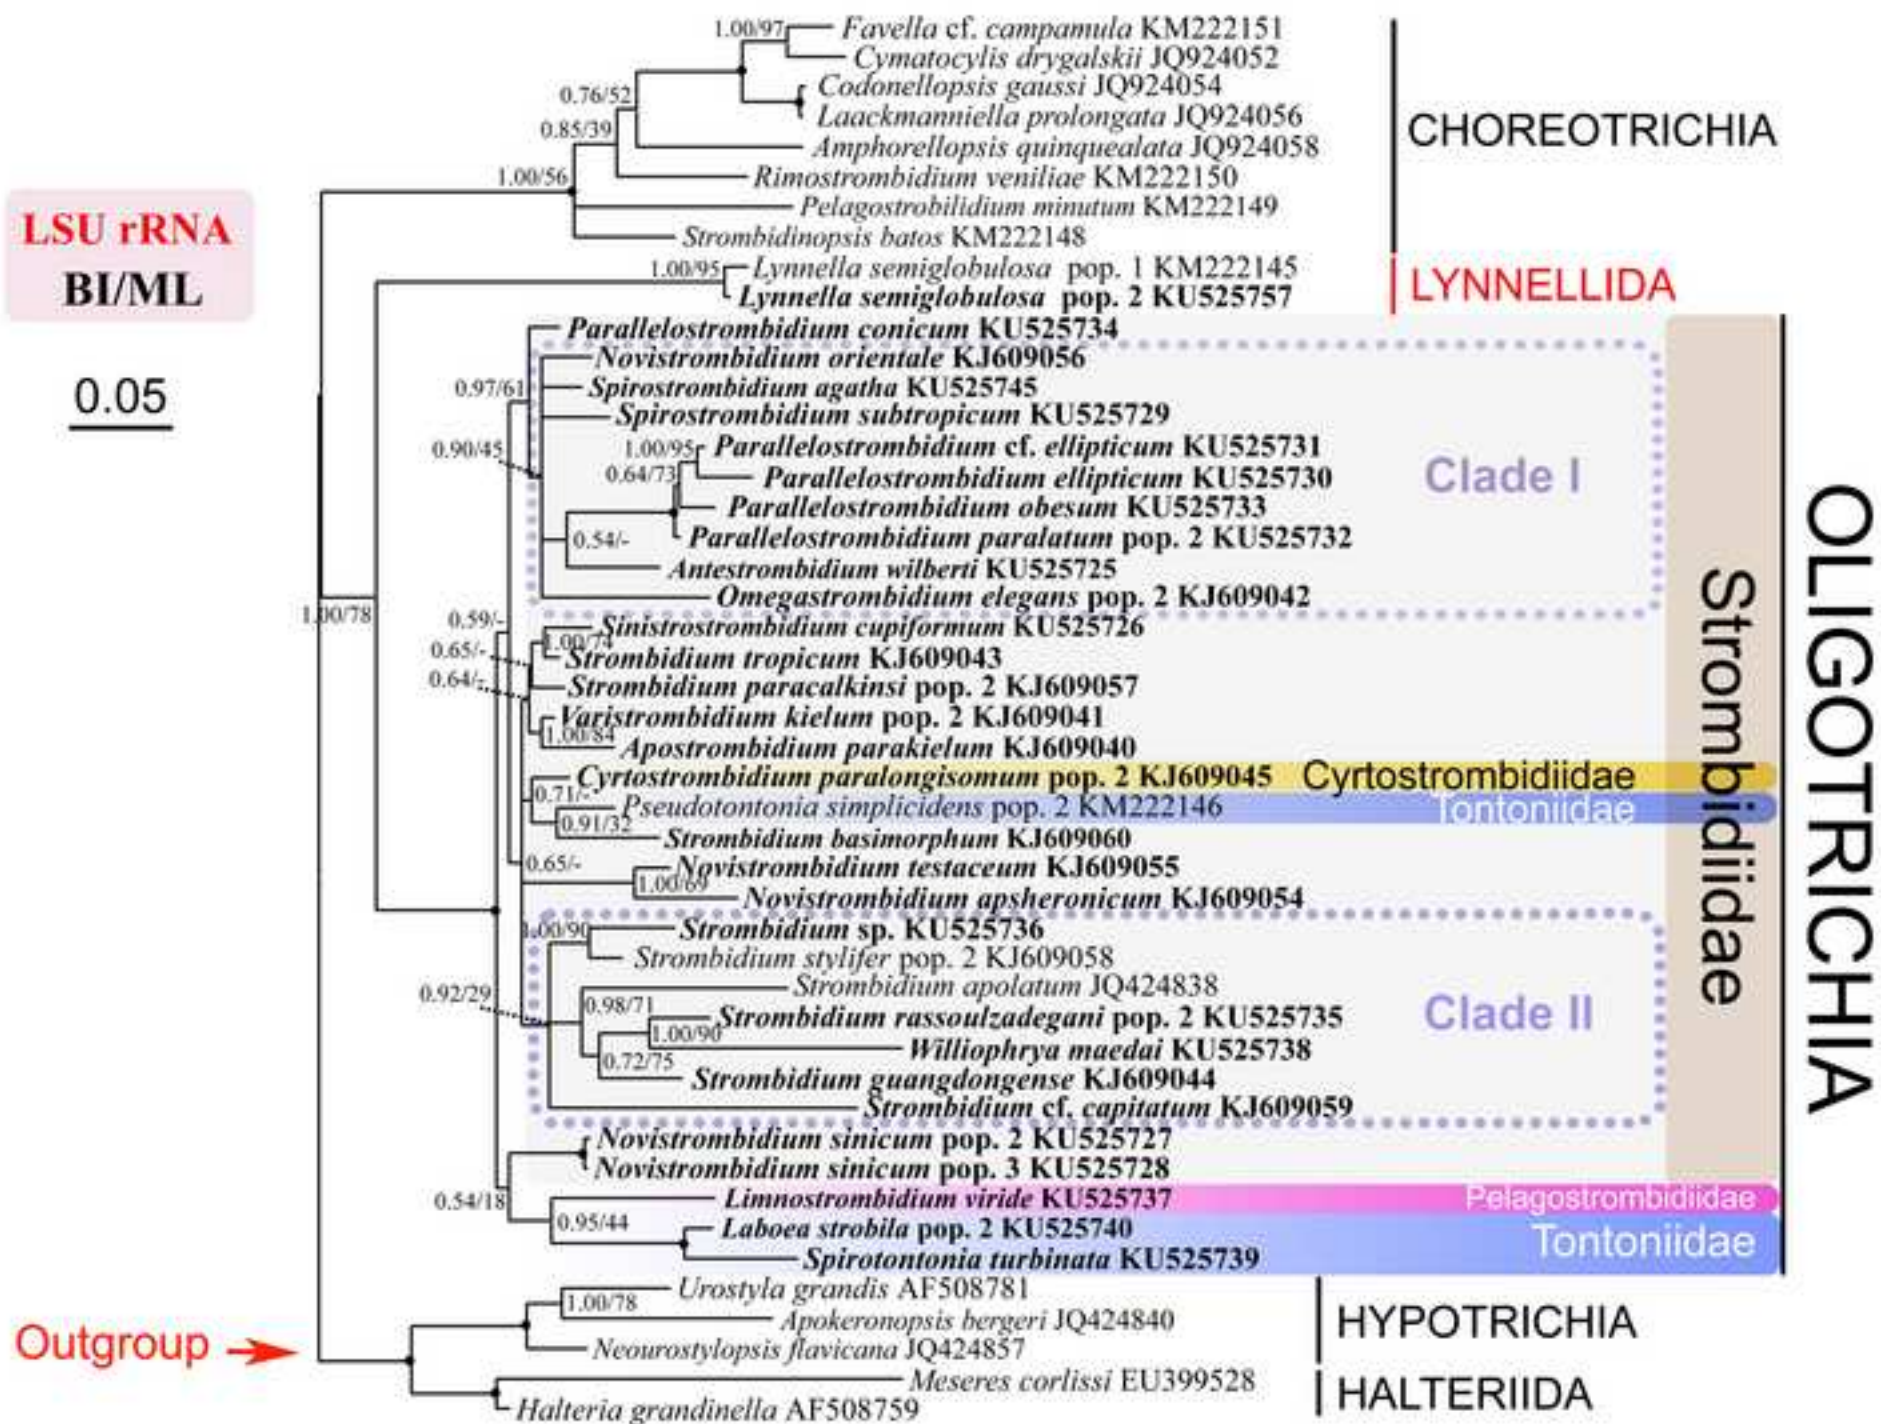 1.00/97
Favella cf. campamula KM222151
Cymatocylis drygalskii JQ924052
Codonellopsis gaussi JQ924054
0.76/52
Laackmanniella prolongata JQ924056
0.85/39
CHOREOTRICHIA
Amphorellopsis quinquealata JQ924058
1.00/56
Rimostrombidium veniliae KM222150
Pelagostrobilidium minutum KM222149
LSU rRNA
BI/ML
Strombidinopsis batos KM222148
1.00/95
Lynnella semiglobulosa pop. 1 KM222145
LYNNELLIDA
Lynnella semiglobulosa pop. 2 KU525757
Parallelostrombidium conicum KU525734
Novistrombidium orientale KJ609056
0.05
0.97/61
Spirostrombidium agatha KU525745
Spirostrombidium subtropicum KU525729
0.90/45
1.00/95
Parallelostrombidium cf. ellipticum KU525731
0.64/73
Parallelostrombidium ellipticum KU525730
Clade I
Parallelostrombidium obesum KU525733
0.54/-
Parallelostrombidium paralatum pop. 2 KU525732
Antestrombidium wilberti KU525725
Omegastrombidium elegans pop. 2 KJ609042
1.00/78
0.59/-
Sinistrostrombidium cupiforum KU525726
1.00/74
0.65/-
Strombidium tropicum KJ609043
0.64/-
Strombidium paracalkinsi pop. 2 KJ609057
Varistrombidium kielum pop. 2 KJ609041
1.00/84
Apostrombidium parakielum KJ609040
Cyrtostrombidium paralongisomum pop. 2 KJ609045
Cyrtostrombidiidae
0.71/-
Pseudotontonia simplicidens pop. 2 KM222146
Tontoniidae
0.91/32
Strombidium basimorphum KJ609060
0.65/-
Novistrombidium testaceum KJ609055
1.00/69
Novistrombidium apsheronicum KJ609054
1.00/90
Strombidium sp. KU525736
Strombidium stylifer pop. 2 KJ609058
Strombidium apolatum JQ424838
0.92/29
0.98/71
Strombidium rassoulzadegani pop. 2 KU525735
Clade II
1.00/90
Williophrya maedai KU525738
0.72/75
Strombidium guangdongense KJ609044
Strombidium cf. capitatum KJ609059
Novistrombidium sinicum pop. 2 KU525727
Novistrombidium sinicum pop. 3 KU525728
Strombidiidae
OLIGOTRICHIA
0.54/18
Limnostrombidium viride KU525737
Pelagostrombidiidae
0.95/44
Laboea strobila pop. 2 KU525740
Tontoniidae
Spirotontonia turbinata KU525739
Urostyla grandis AF508781
1.00/78
Apokeronopsis bergeri JQ424840
HYPOTRICHIA
Outgroup
Neourostylopsis flavicana JQ424857
Meseres corlissi EU399528
HALTERIIDA
Halteria grandinella AF508759